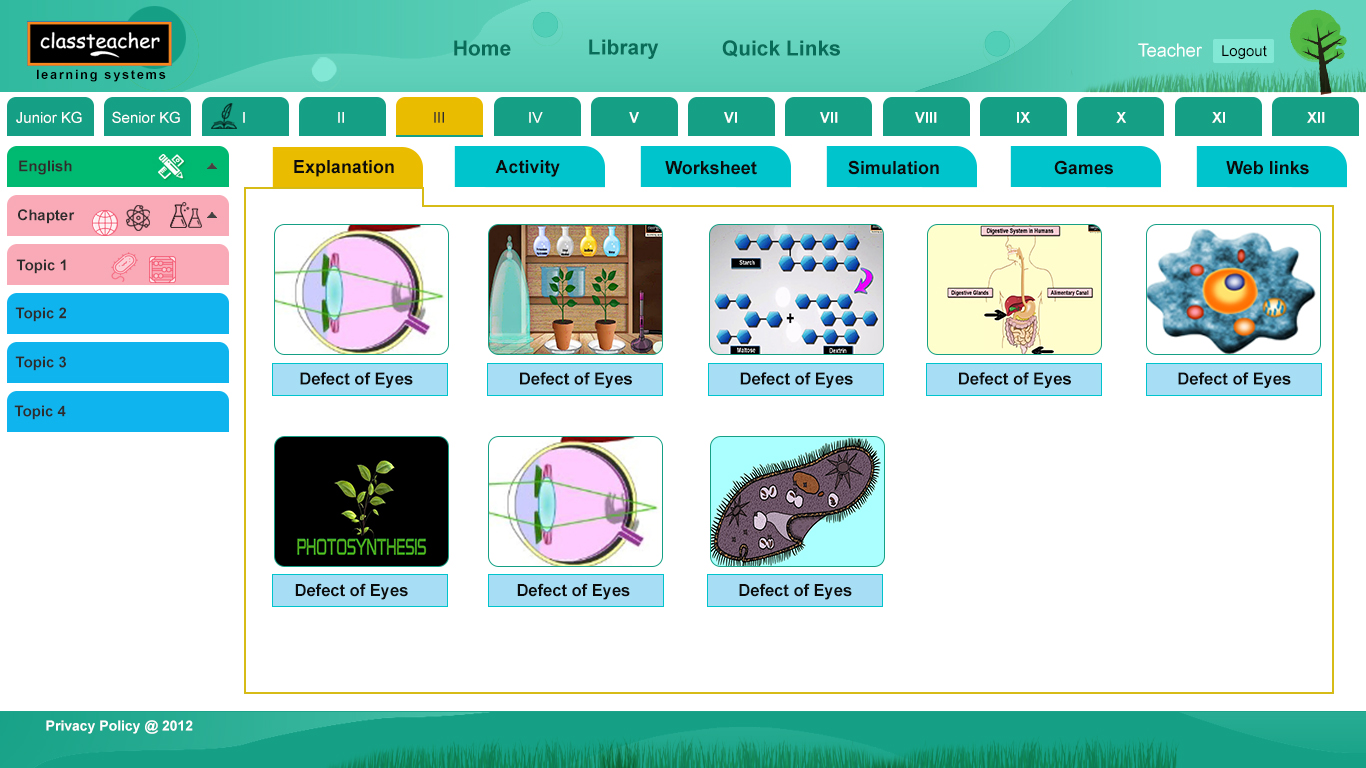 classteacher
learning systems
Home
Library
Quick Links
Teacher
Logout
Junior KG
Senior KG
I
II
III
IV
V
VI
VII
VIII
IX
X
XI
XII
English
Chapter
Topic 1
Topic 2
Topic 3
Topic 4
Explanation
Activity
Worksheet
Simulation
Games
Web links
Starch
+
Maltose
Dextrin
Digestive System in Humans
Digestive Glands
Alimentary Canal
Defect of Eyes
Defect of Eyes
Defect of Eyes
Defect of Eyes
Defect of Eyes
PHOTOSYNTHESIS
Defect of Eyes
Defect of Eyes
Defect of Eyes
Privacy Policy @ 2012